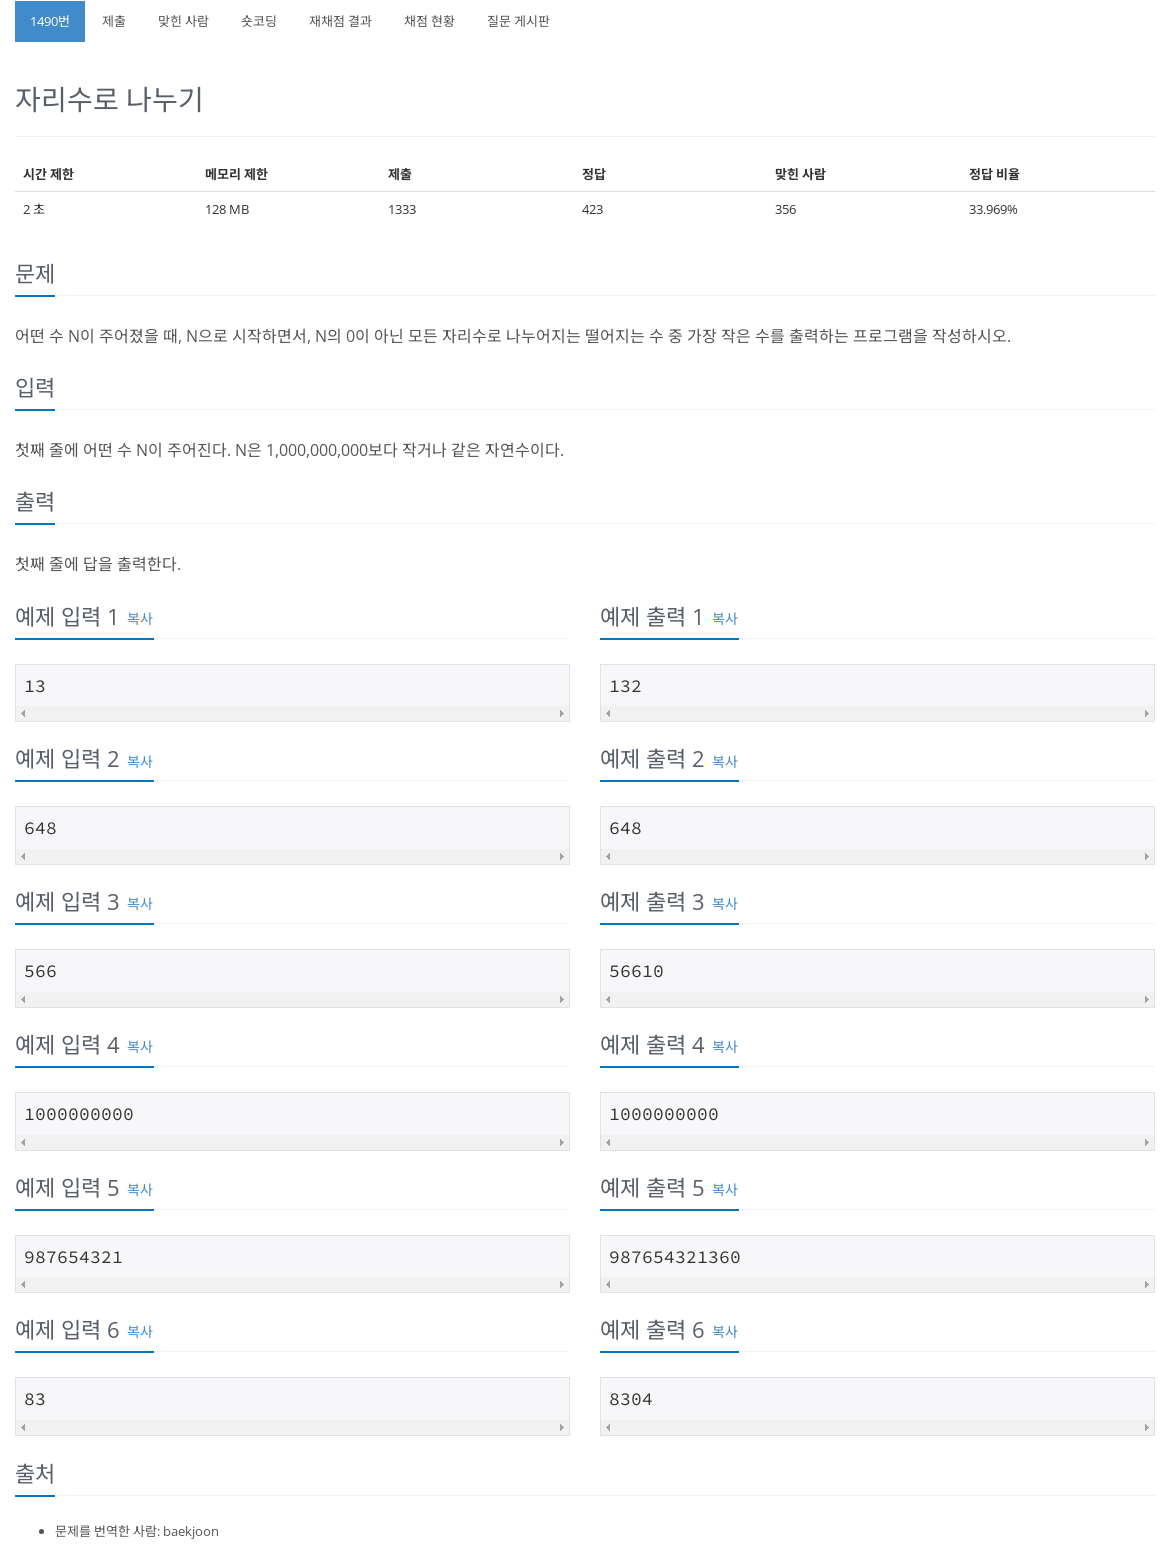 1490번 제출 맞힌 사람 숏코딩 재채점 결과 채점 현황 질문 게시판
자리수로 나누기
시간 제한 메모리 제한 제출 정답 맞힌 사람 정답 비율
2 초 128 MB 1333 423 356 33.969%
문제
어떤 수 N이 주어졌을 때, N으로 시작하면서, N의 0이 아닌 모든 자리수로 나누어지는 떨어지는 수 중 가장 작은 수를 출력하는 프로그램을 작성하시오.
입력
첫째 줄에 어떤 수 N이 주어진다. N은 1,000,000,000보다 작거나 같은 자연수이다.
출력
첫째 줄에 답을 출력한다.
예제 입력 1 복사 예제 출력 1 복사
13 132
예제 입력 2 복사 예제 출력 2 복사
648 648
예제 입력 3 복사 예제 출력 3 복사
566 56610
예제 입력 4 복사 예제 출력 4 복사
1000000000 1000000000
예제 입력 5 복사 예제 출력 5 복사
987654321 987654321360
예제 입력 6 복사 예제 출력 6 복사
83 8304
출처
문제를 번역한 사람: baekjoon